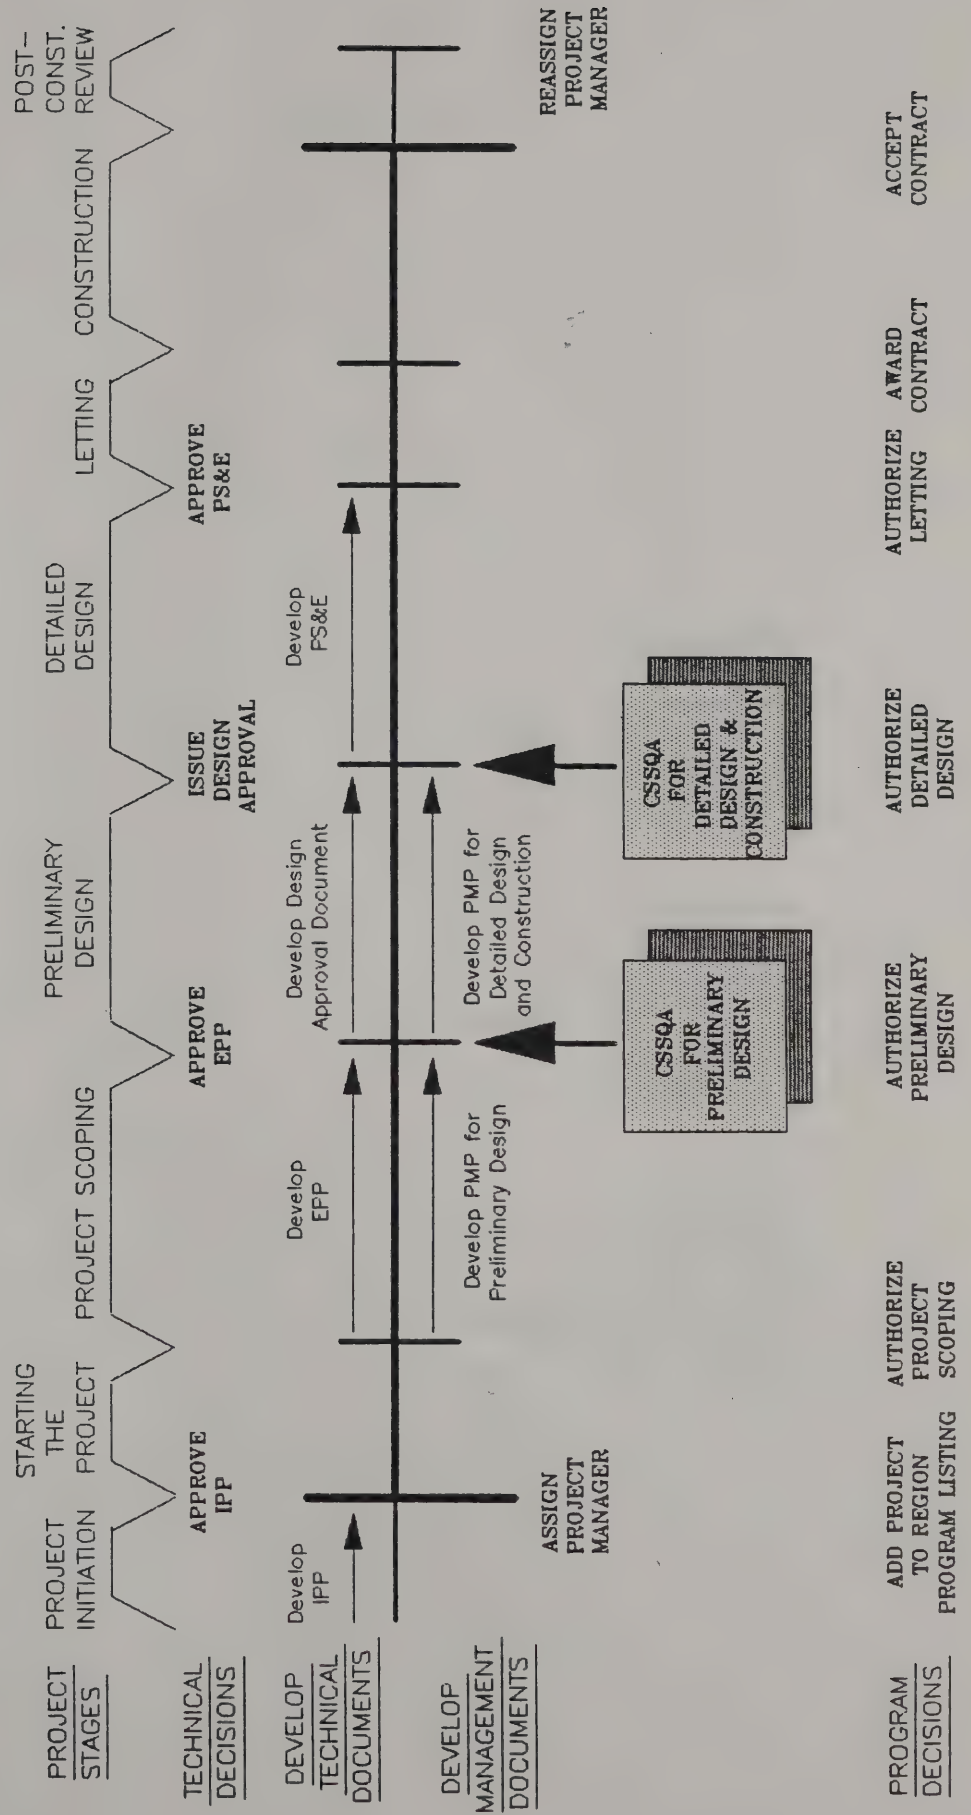 PROJECT
STAGES
PROJECT
INITIATION
STARTING
THE
PROJECT
PROJECT SCOPING
PRELIMINARY
DESIGN
DETAILED
DESIGN
LETTING
CONSTRUCTION
POST-
CONST.
REVIEW
TECHNICAL
DECISIONS
APPROVE
IPP
APPROVE
EPP
ISSUE
DESIGN
APPROVAL
APPROVE
PS&E
DEVELOP
TECHNICAL
DOCUMENTS
Develop
IPP
Develop
EPP
Develop Design
Approval Document
Develop
PS&E
DEVELOP
MANAGEMENT
DOCUMENTS
Develop PMP for
Preliminary Design
Develop PMP for
Detailed Design
and Construction
ASSIGN
PROJECT
MANAGER
REASSIGN
PROJECT
MANAGER
CSSQA
FOR
PRELIMINARY
DESIGN
CSSQA
FOR
DETAILED
DESIGN &
CONSTRUCTION
PROGRAM
DECISIONS
ADD PROJECT
TO REGION
PROGRAM LISTING
AUTHORIZE
PROJECT
SCOPING
AUTHORIZE
PRELIMINARY
DESIGN
AUTHORIZE
DETAILED
DESIGN
AUTHORIZE
LETTING
AWARD
CONTRACT
ACCEPT
CONTRACT